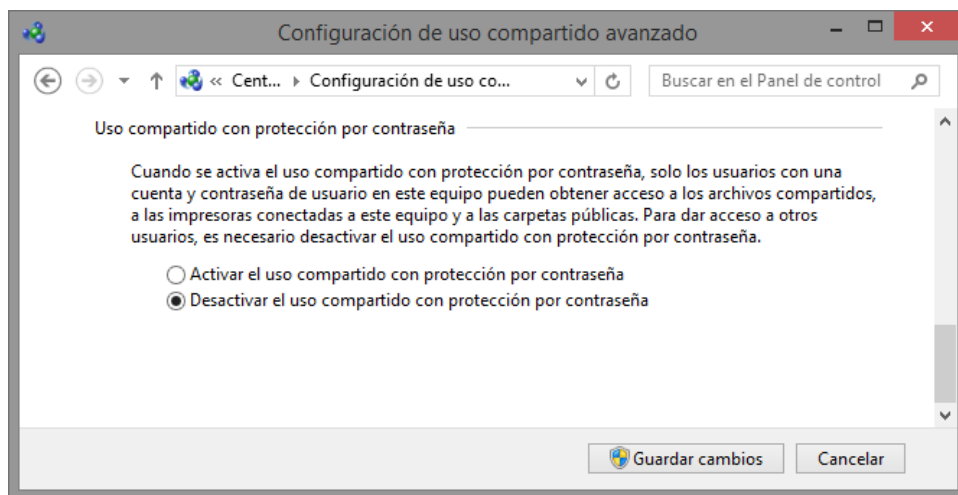 Configuración de uso compartido avanzado
« Cent... Configuración de uso co... Buscar en el Panel de control
Uso compartido con protección por contraseña
Cuando se activa el uso compartido con protección por contraseña, solo los usuarios con una
cuenta y contraseña de usuario en este equipo pueden obtener acceso a los archivos compartidos,
a las impresoras conectadas a este equipo y a las carpetas públicas. Para dar acceso a otros
usuarios, es necesario desactivar el uso compartido con protección por contraseña.
Activar el uso compartido con protección por contraseña
Desactivar el uso compartido con protección por contraseña
Guardar cambios Cancelar